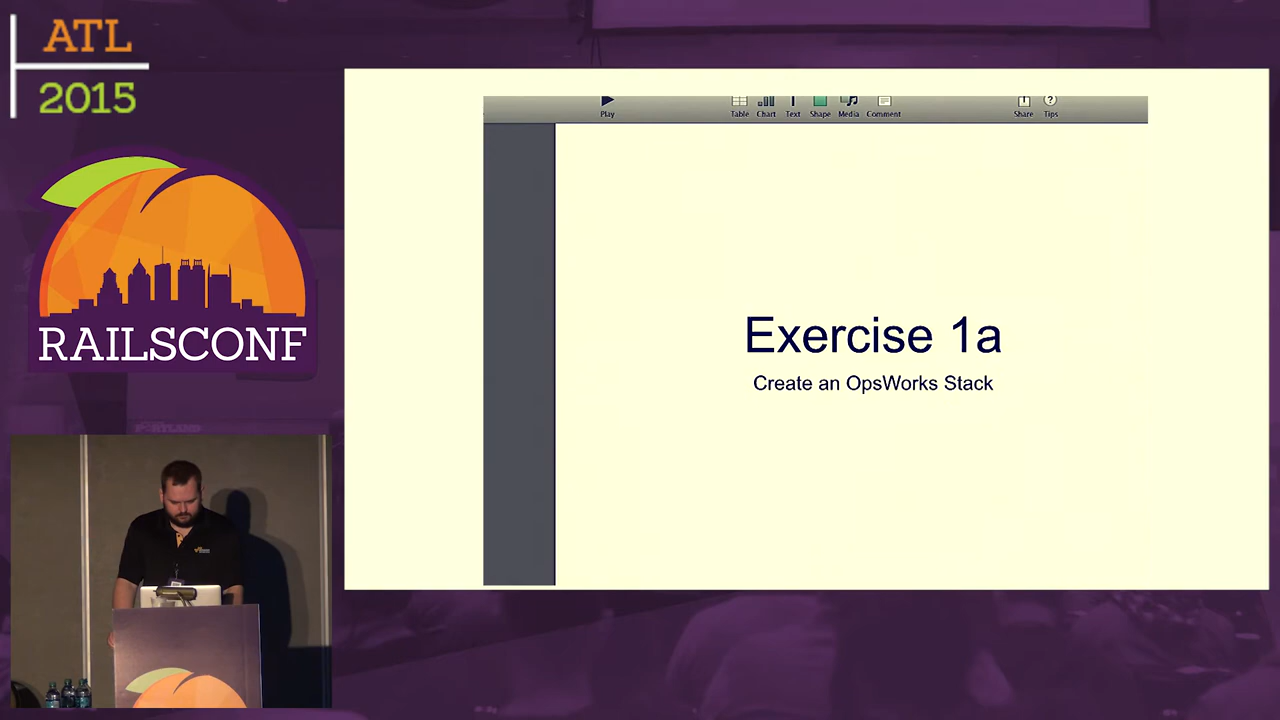 ATL
2015
RAILSCONF
Play
Table
Chart
Text
Shape
Media
Comment
Share
Tips
Exercise 1a
Create an OpsWorks Stack